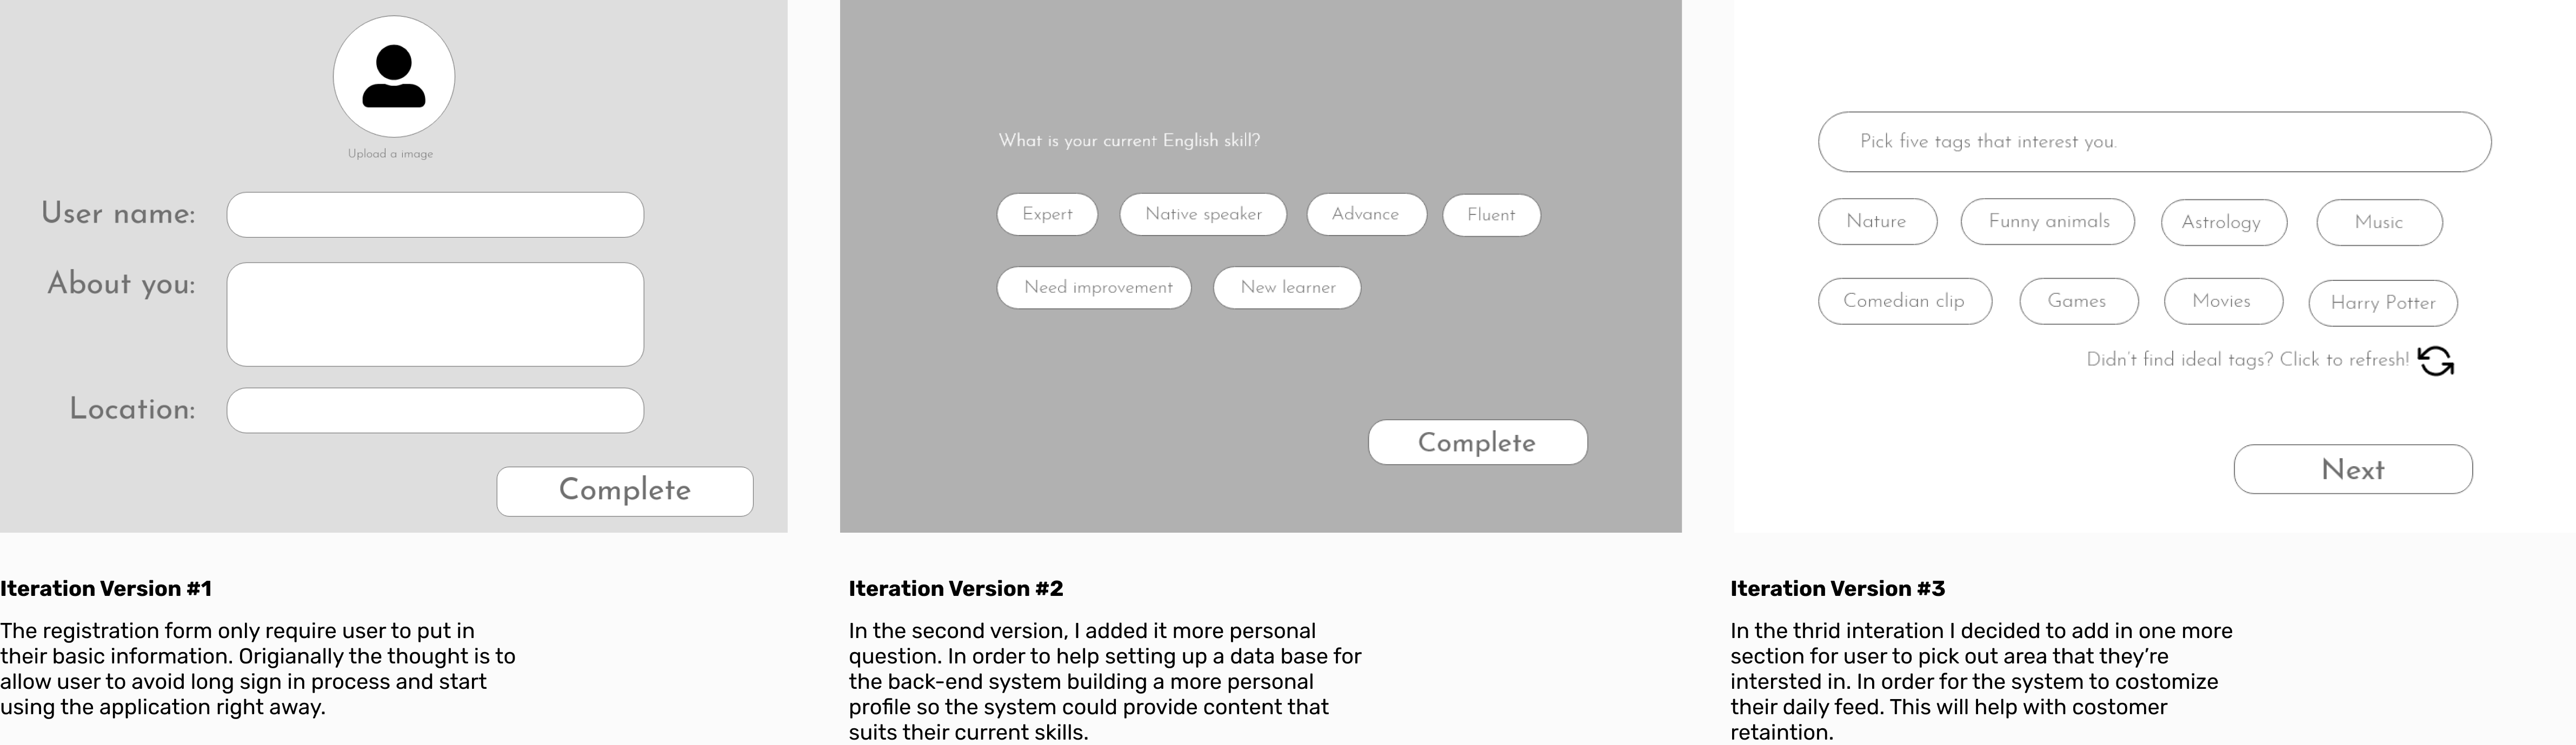 Upload a image
User name:
About you:
Location:
Complete
What is your current English skill?
Expert
Native speaker
Advance
Fluent
Need improvement
New learner
Complete
Pick five tags that interest you.
Nature
Funny animals
Astrology
Music
Comedian clip
Games
Movies
Harry Potter
Didn't find ideal tags? Click to refresh!
Next
Iteration Version #1
The registration form only require user to put in
their basic information. Origianally the thought is to
allow user to avoid long sign in process and start
using the application right away.
Iteration Version #2
In the second version, I added it more personal
question. In order to help setting up a data base for
the back-end system building a more personal
profile so the system could provide content that
suits their current skills.
Iteration Version #3
In the thrid interation I decided to add in one more
section for user to pick out area that they're
intersted in. In order for the system to costomize
their daily feed. This will help with costomer
retaintion.